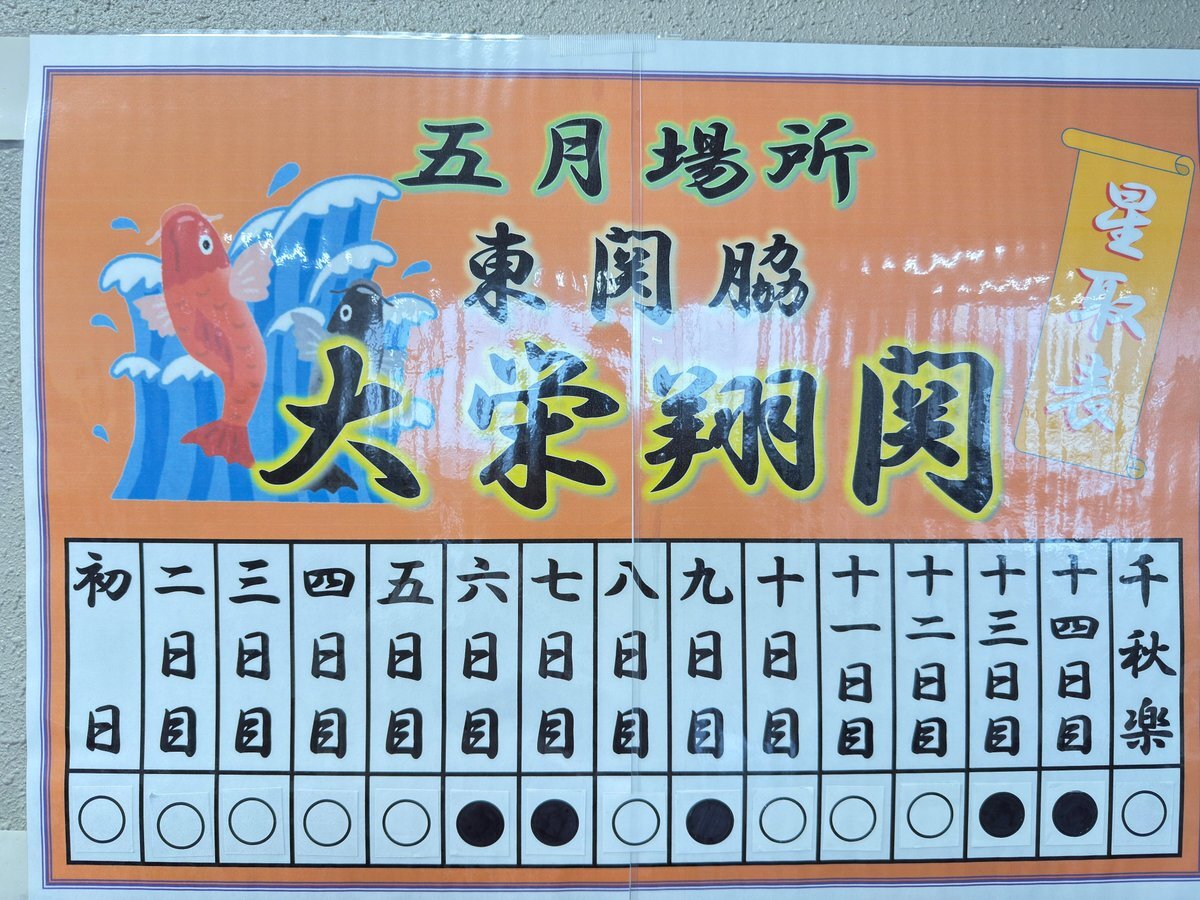 五月場所
東関脇
大栄翔関
星取表
初日 二日目 三日目 四日目 五日目 六日目 七日目 八日目 九日目 十日目 十一日目 十二日目 十三日目 十四日目 千秋楽
○ ○ ○ ○ ○ ● ● ○ ● ○ ○ ○ ● ● ○